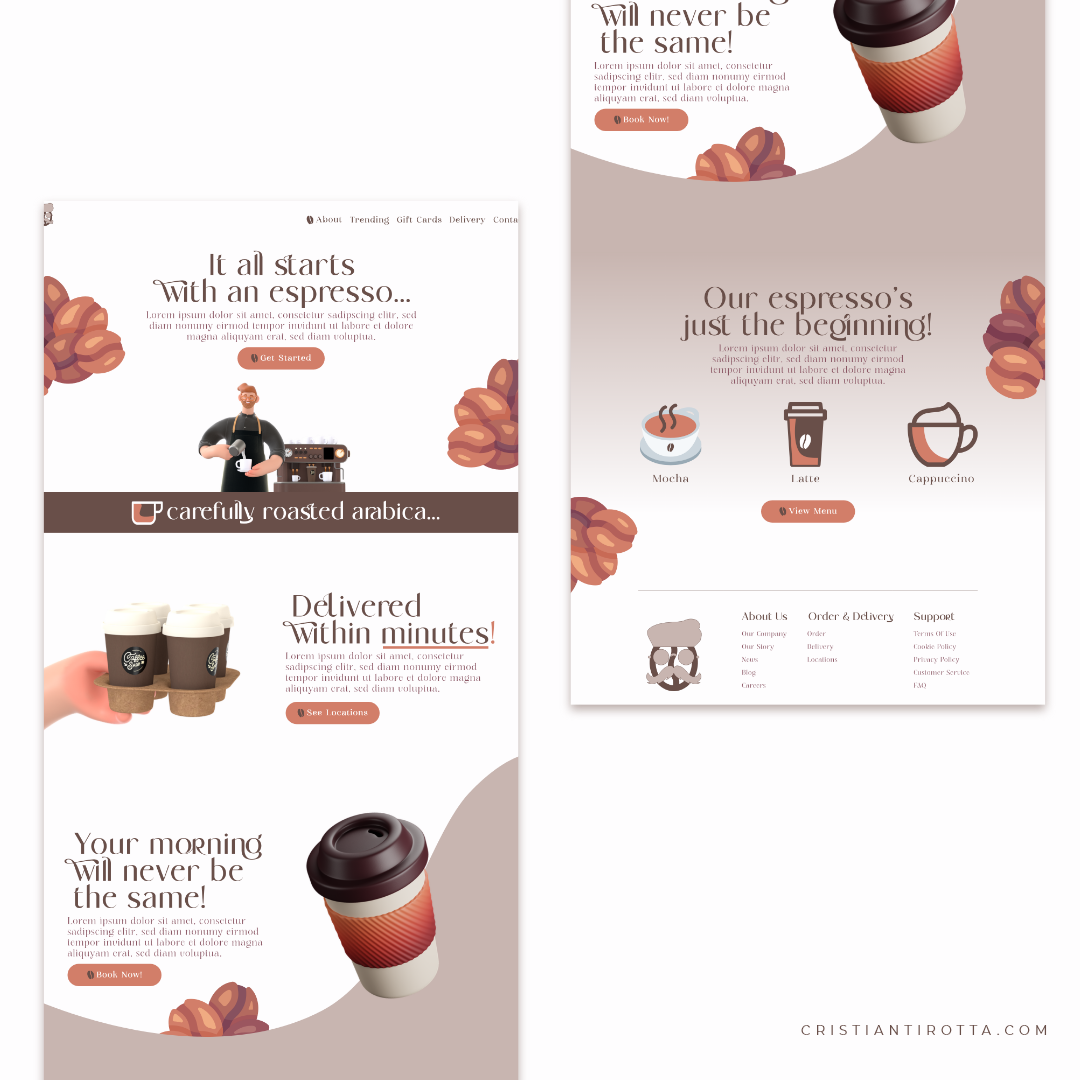 About Trending Gift Cards Delivery Conta
It all starts
with an espresso...
Lorem ipsum dolor sit amet, consetetur sadipscing elitr, sed
diam nonumy eirmod tempor invidunt ut labore et dolore
magna aliquyam erat, sed diam voluptua.
Get Started
carefully roasted arabica...
Delivered
within minutes!
Lorem ipsum dolor sit amet, consetetur
sadipscing elitr, sed diam nonumy eirmod
tempor invidunt ut labore et dolore magna
aliquyam erat, sed diam voluptua.
See Locations
Your morning
will never be
the same!
Lorem ipsum dolor sit amet, consetetur
sadipscing elitr, sed diam nonumy eirmod
tempor invidunt ut labore et dolore magna
aliquyam erat, sed diam voluptua.
Book Now!
will never be
the same!
Lorem ipsum dolor sit amet, consetetur
sadipscing elitr, sed diam nonumy eirmod
tempor invidunt ut labore et dolore magna
aliquyam erat, sed diam voluptua.
Book Now!
Our espresso's
just the beginning!
Lorem ipsum dolor sit amet, consetetur
sadipscing elitr, sed diam nonumy eirmod
tempor invidunt ut labore et dolore magna
aliquyam erat, sed diam voluptua.
Mocha Latte Cappuccino
View Menu
About Us Order & Delivery Support
Our Company Order Terms Of Use
Our Story Delivery Cookie Policy
News Locations Privacy Policy
Blog Customer Service
Careers FAQ
CRISTIANTIROTTA.COM